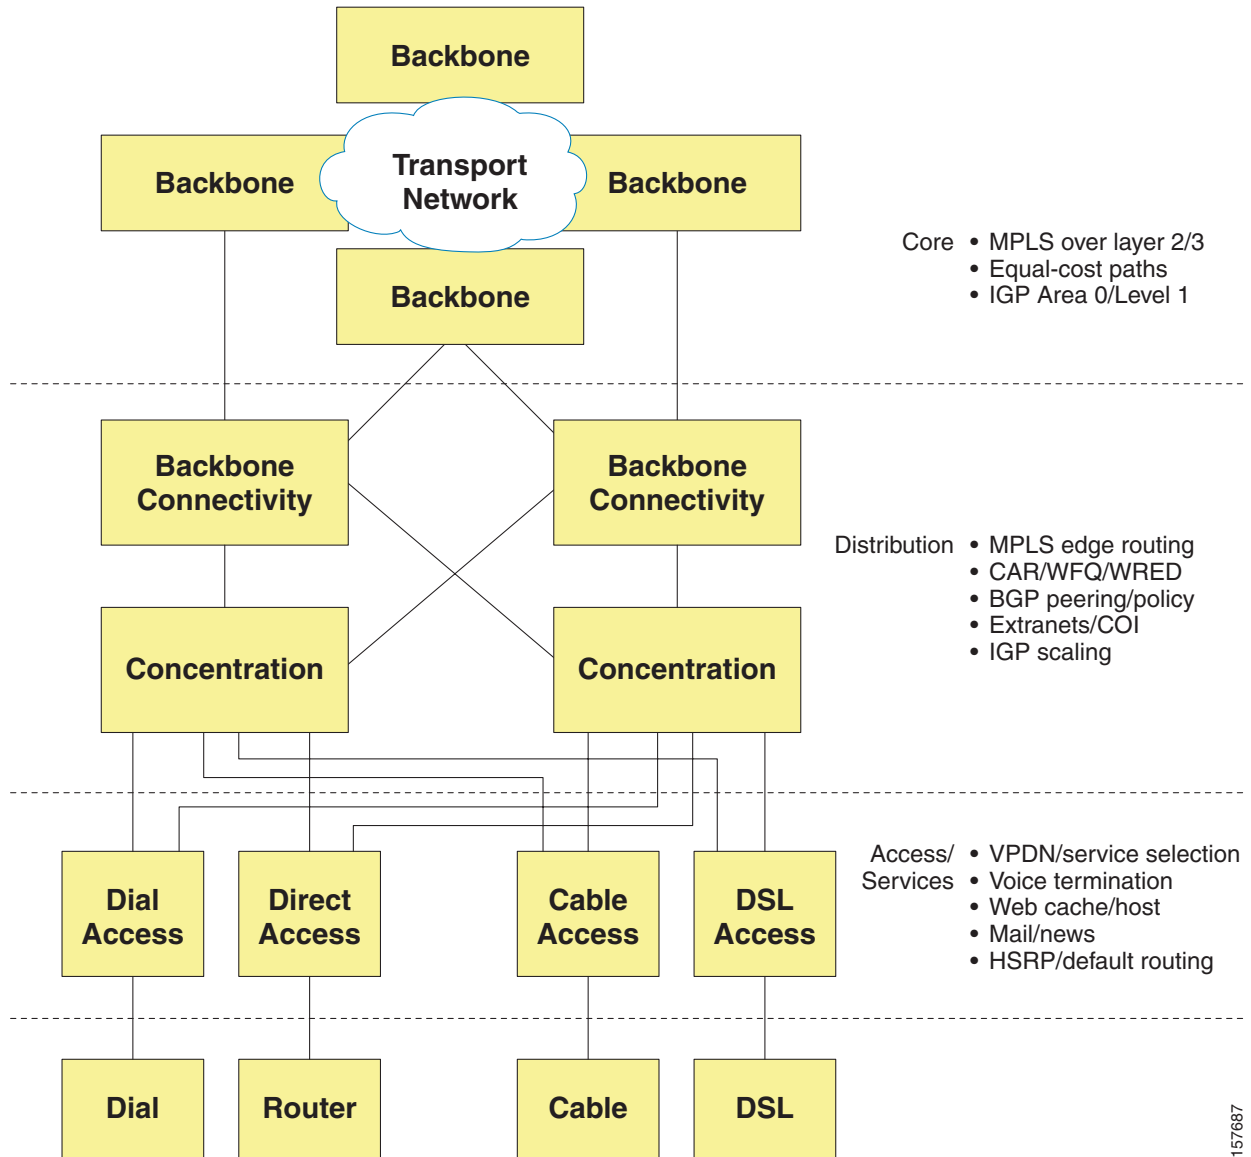 Backbone
Backbone
Transport
Network
Backbone
Backbone
Core • MPLS over layer 2/3
• Equal-cost paths
• IGP Area 0/Level 1
Backbone
Connectivity
Backbone
Connectivity
Distribution • MPLS edge routing
• CAR/WFQ/WRED
• BGP peering/policy
• Extranets/COI
• IGP scaling
Concentration
Concentration
Access/ • VPDN/service selection
Services • Voice termination
• Web cache/host
• Mail/news
• HSRP/default routing
Dial
Access
Direct
Access
Cable
Access
DSL
Access
Dial
Router
Cable
DSL
157687